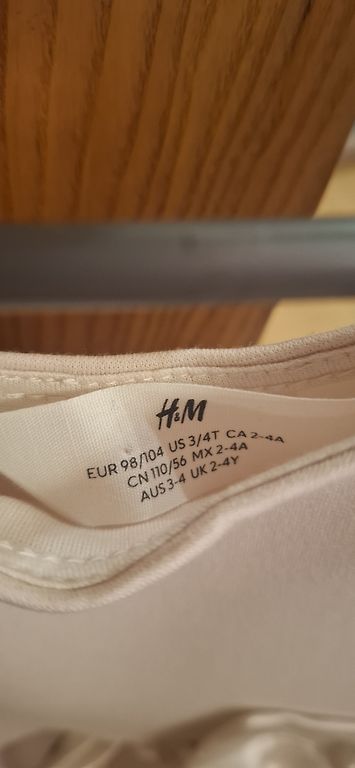 H&M
EUR 98/104 US 3/4T CA 2-4A
CN 110/56 MX 2-4A
AUS 3-4 UK 2-4Y